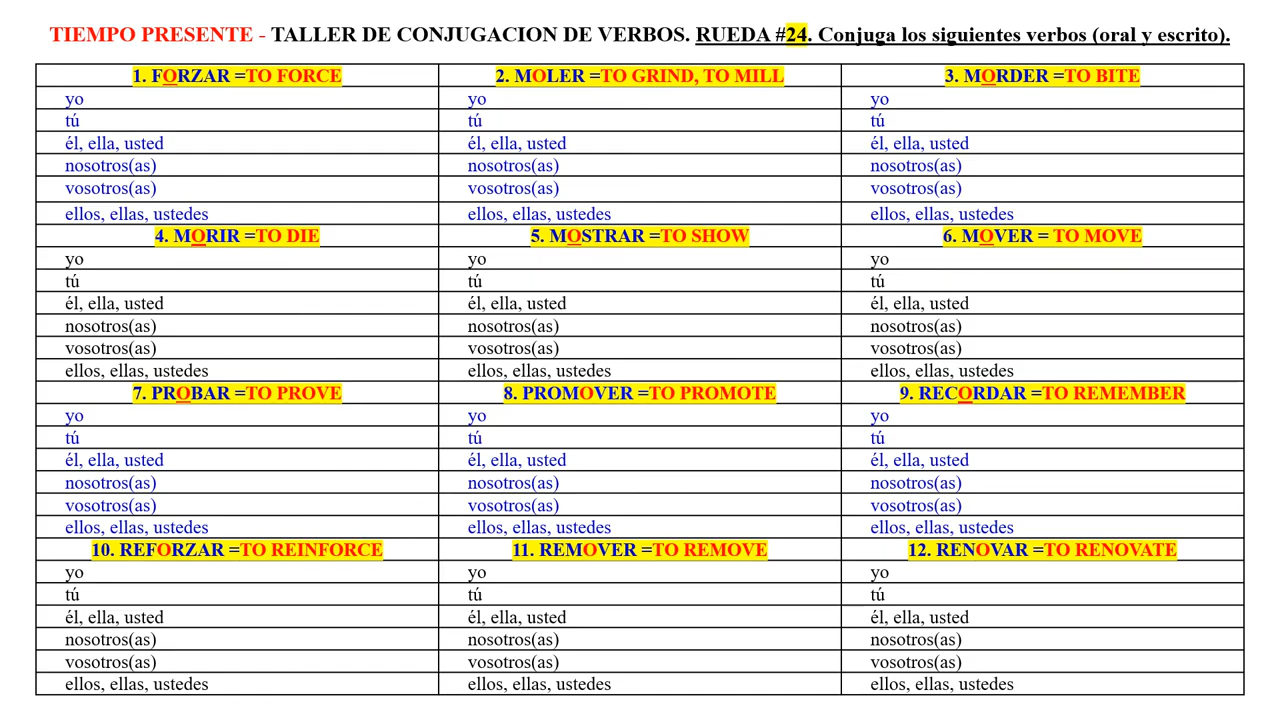 TIEMPO PRESENTE - TALLER DE CONJUGACION DE VERBOS. RUEDA #24. Conjuga los siguientes verbos (oral y escrito).
1. FORZAR =TO FORCE 2. MOLER =TO GRIND, TO MILL 3. MORDER =TO BITE
yo yo yo
tú tú tú
él, ella, usted él, ella, usted él, ella, usted
nosotros(as) nosotros(as) nosotros(as)
vosotros(as) vosotros(as) vosotros(as)
ellos, ellas, ustedes ellos, ellas, ustedes ellos, ellas, ustedes
4. MORIR =TO DIE 5. MOSTRAR =TO SHOW 6. MOVER = TO MOVE
yo yo yo
tú tú tú
él, ella, usted él, ella, usted él, ella, usted
nosotros(as) nosotros(as) nosotros(as)
vosotros(as) vosotros(as) vosotros(as)
ellos, ellas, ustedes ellos, ellas, ustedes ellos, ellas, ustedes
7. PROBAR =TO PROVE 8. PROMOVER =TO PROMOTE 9. RECORDAR =TO REMEMBER
yo yo yo
tú tú tú
él, ella, usted él, ella, usted él, ella, usted
nosotros(as) nosotros(as) nosotros(as)
vosotros(as) vosotros(as) vosotros(as)
ellos, ellas, ustedes ellos, ellas, ustedes ellos, ellas, ustedes
10. REFORZAR =TO REINFORCE 11. REMOVER =TO REMOVE 12. RENOVAR =TO RENOVATE
yo yo yo
tú tú tú
él, ella, usted él, ella, usted él, ella, usted
nosotros(as) nosotros(as) nosotros(as)
vosotros(as) vosotros(as) vosotros(as)
ellos, ellas, ustedes ellos, ellas, ustedes ellos, ellas, ustedes